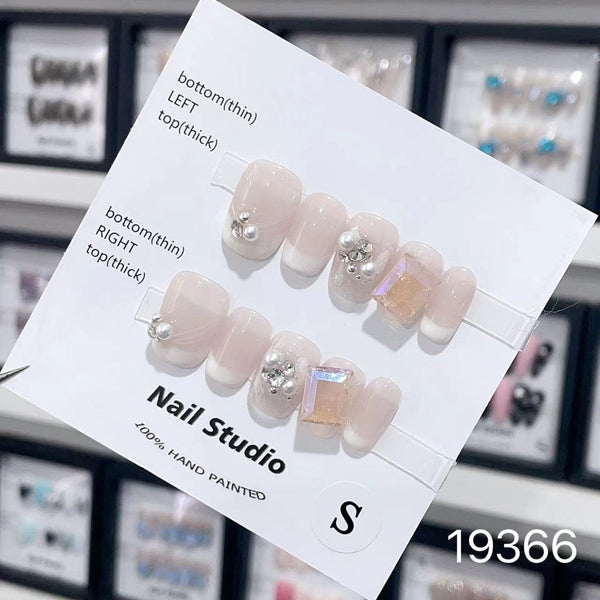 bottom(thin)
LEFT
top(thick)
bottom(thin)
RIGHT
top(thick)
Nail Studio
100% HAND PAINTED
S
19366